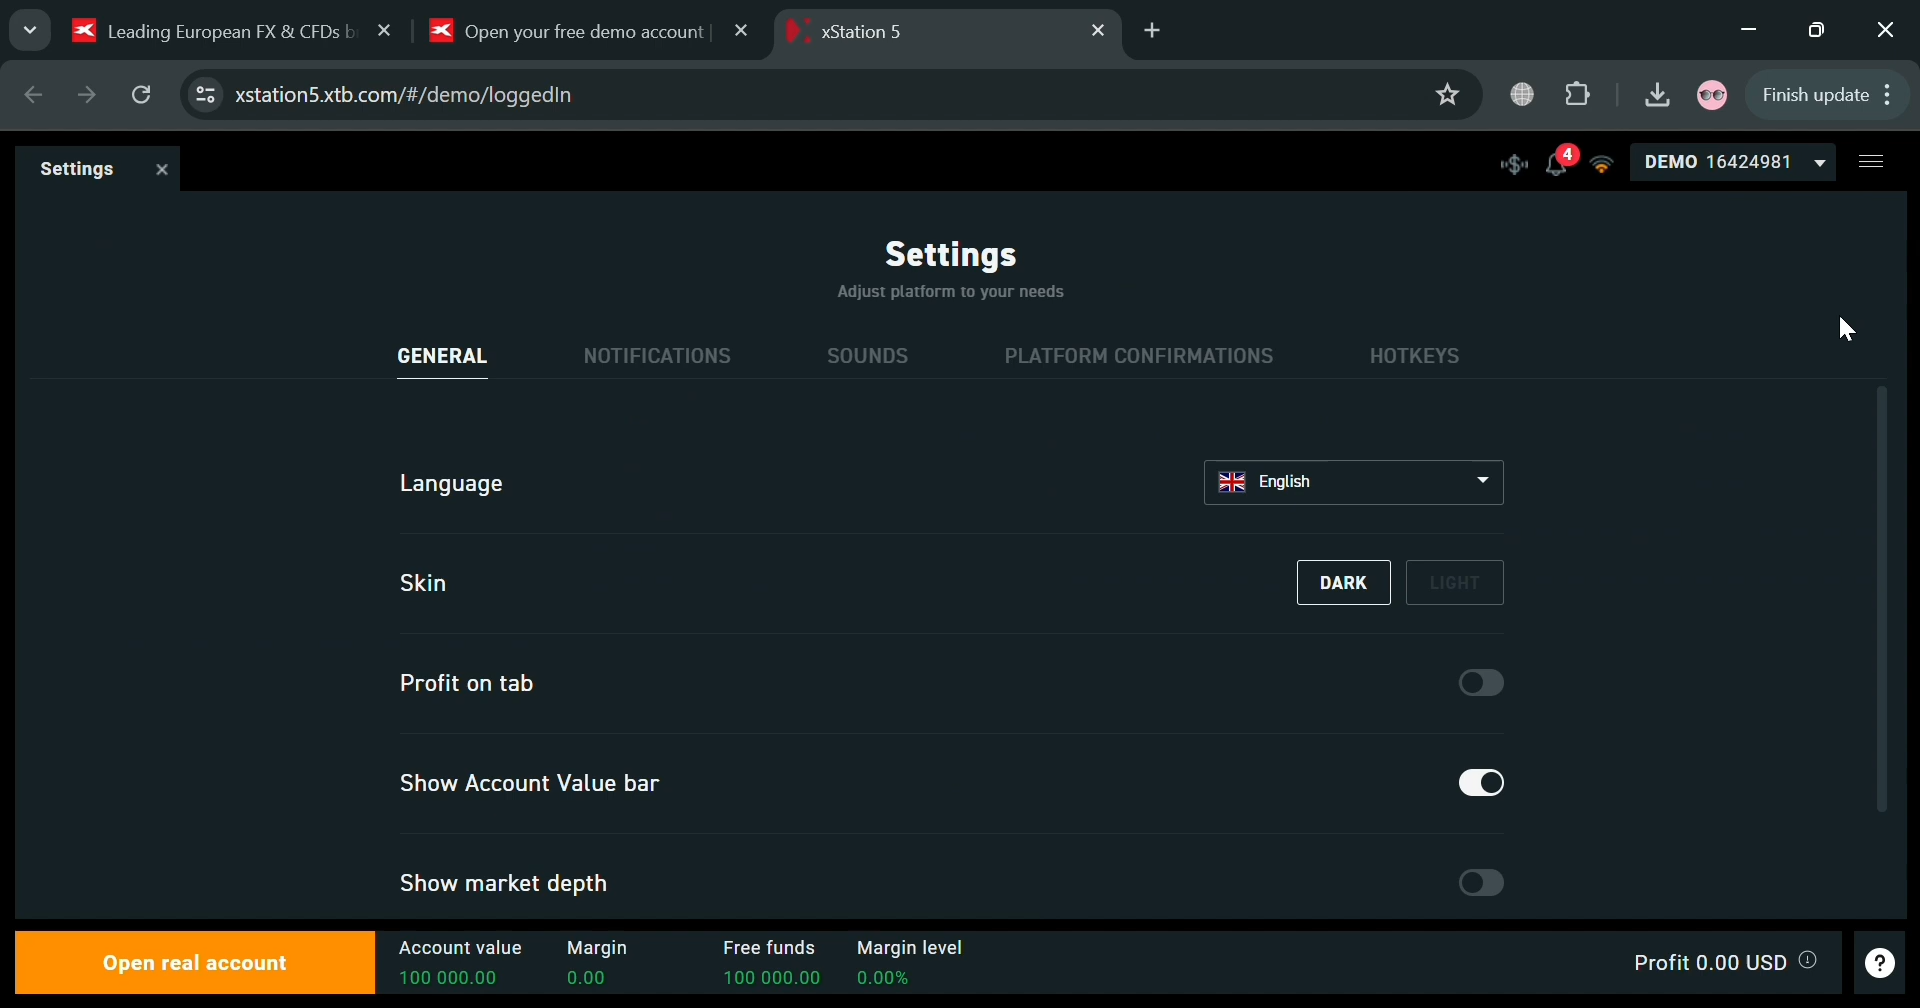 Leading European FX & CFDs b
Open your free demo account
xStation 5
xstation5.xtb.com/#/demo/loggedIn
Finish update
Settings
4
DEMO 16424981
Settings
Adjust platform to your needs
GENERAL
NOTIFICATIONS
SOUNDS
PLATFORM CONFIRMATIONS
HOTKEYS
Language
English
Skin
DARK
LIGHT
Profit on tab
Show Account Value bar
Show market depth
Open real account
Account value
100 000.00
Margin
0.00
Free funds
100 000.00
Margin level
0.00%
Profit 0.00 USD
?